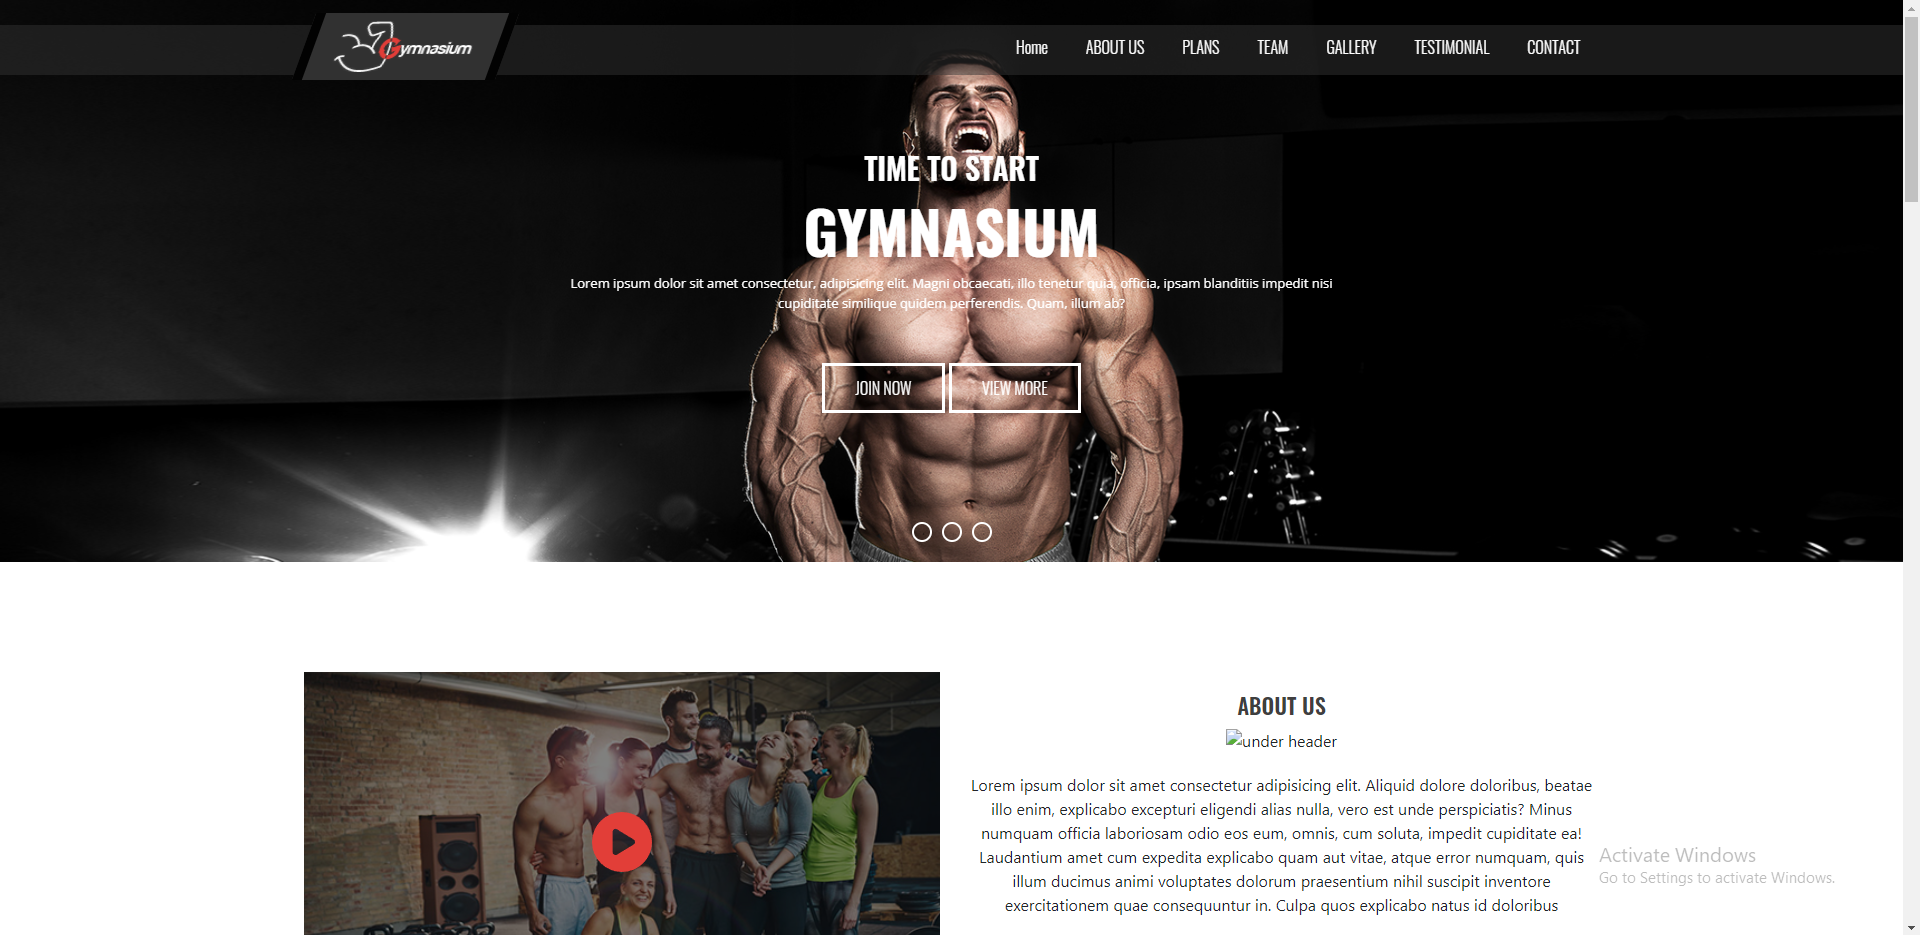 Gymnasium
Home ABOUT US PLANS TEAM GALLERY TESTIMONIAL CONTACT
TIME TO START
GYMNASIUM
Lorem ipsum dolor sit amet consectetur, adipisicing elit. Magni obcaecati, illo tenetur quia, officia, ipsam blanditiis impedit nisi
cupiditate similique quidem perferendis. Quam, illum ab?
JOIN NOW VIEW MORE
ABOUT US
under header
Lorem ipsum dolor sit amet consectetur adipisicing elit. Aliquid dolore doloribus, beatae
illo enim, explicabo excepturi eligendi alias nulla, vero est unde perspiciatis? Minus
numquam officia laboriosam odio eos eum, omnis, cum soluta, impedit cupiditate ea!
Laudantium amet cum expedita explicabo quam aut vitae, atque error numquam, quis
illum ducimus animi voluptates dolorum praesentium nihil suscipit inventore
exercitationem quae consequuntur in. Culpa quos explicabo natus id doloribus
Activate Windows
Go to Settings to activate Windows.